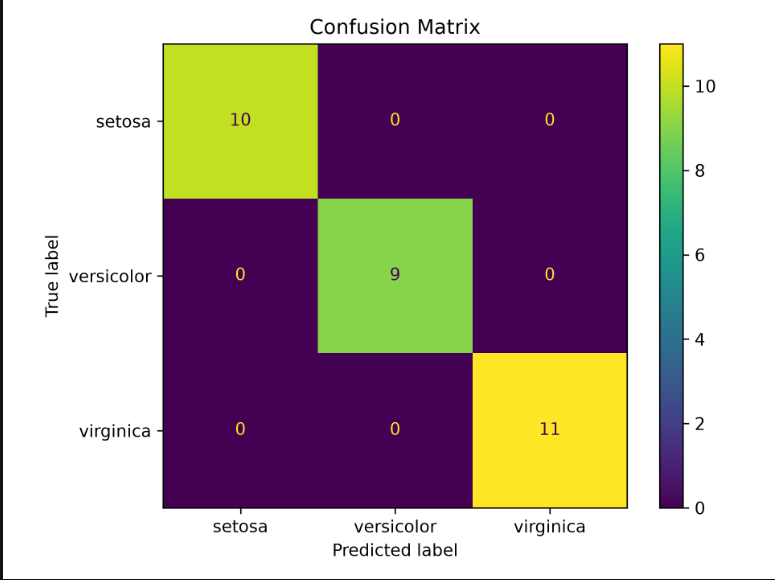 Confusion Matrix
True label
setosa 10 0 0
versicolor 0 9 0
virginica 0 0 11
setosa versicolor virginica
Predicted label
10
8
6
4
2
0